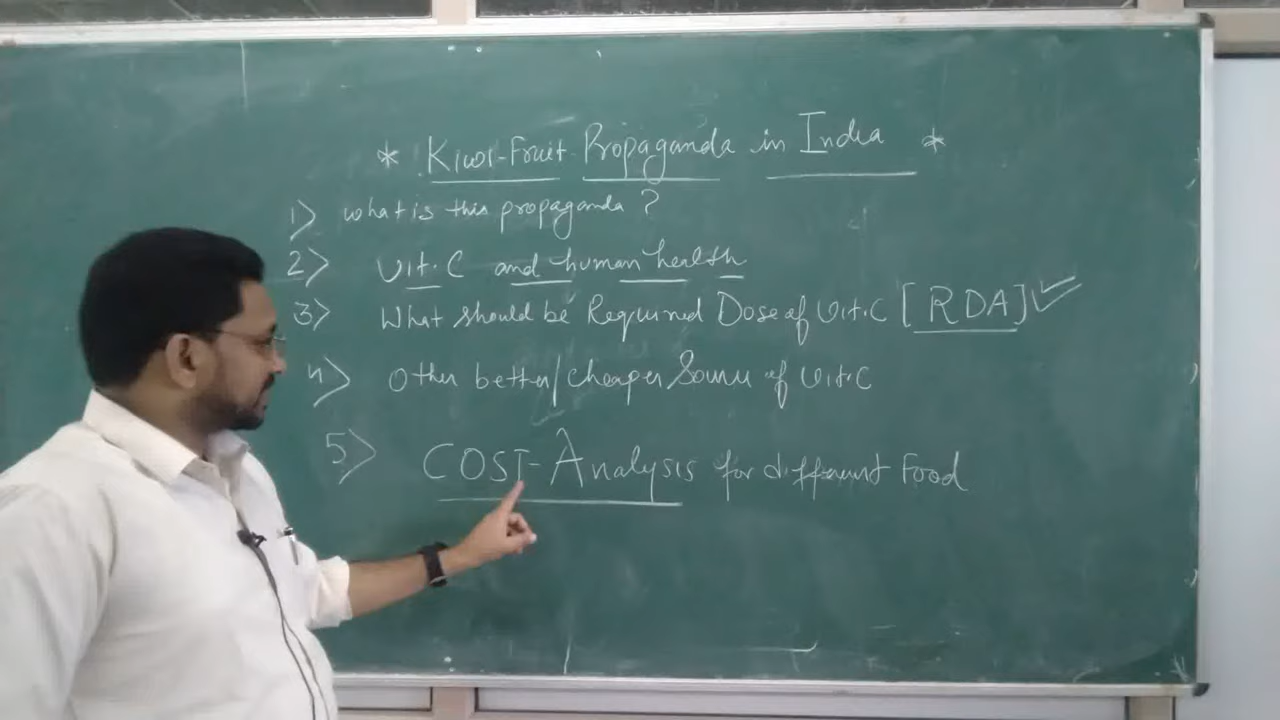 * Kiwi-Fruit Propaganda in India *
1> What is this propaganda ?
2> Vit.C and human health
3> What should be Required Dose of Vit.C [RDA]
4> Other better/cheaper Source of Vit.C
5> COST-Analysis for different Food